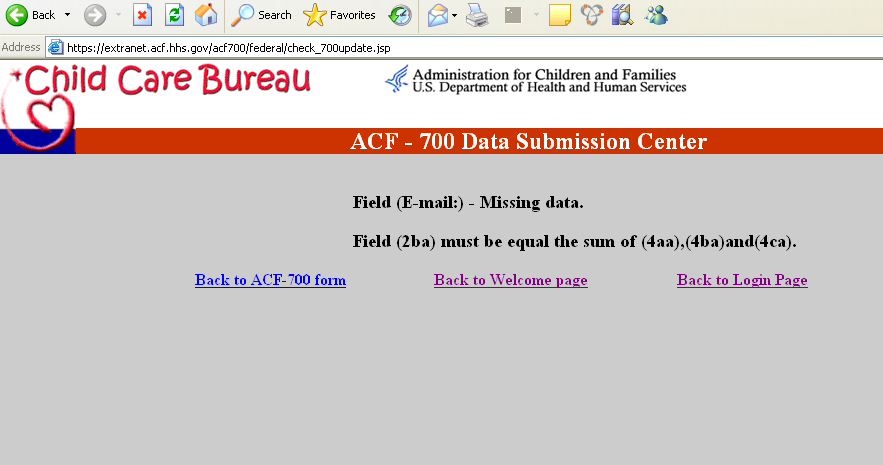 Back Search Favorites
Address https://extranet.acf.hhs.gov/acf700/federal/check_700update.jsp
Child Care Bureau
Administration for Children and Families
U.S. Department of Health and Human Services
ACF - 700 Data Submission Center
Field (E-mail:) - Missing data.
Field (2ba) must be equal the sum of (4aa),(4ba)and(4ca).
Back to ACF-700 form Back to Welcome page Back to Login Page